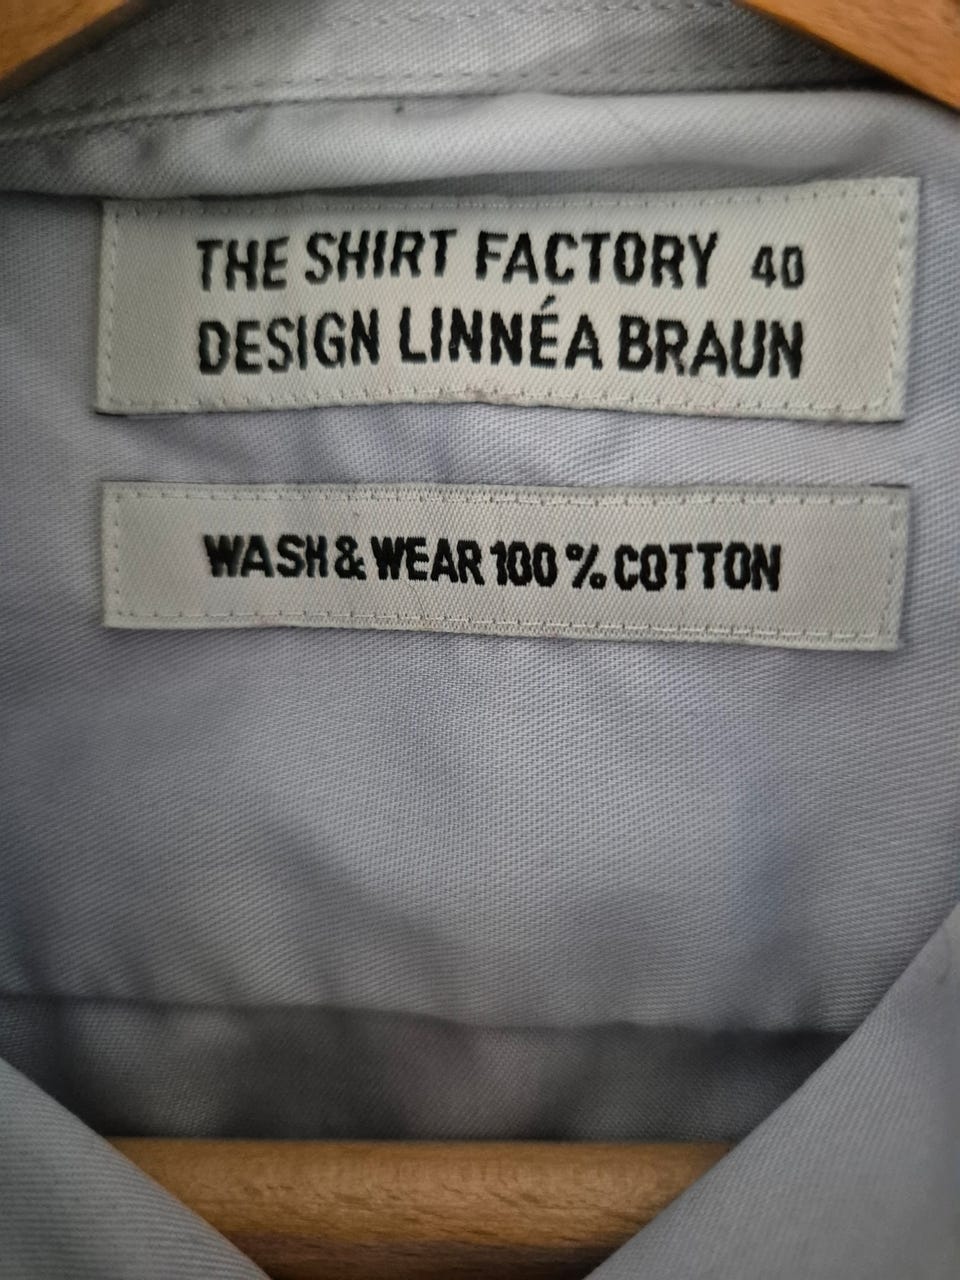 THE SHIRT FACTORY 40
DESIGN LINNÉA BRAUN
WASH & WEAR 100 % COTTON